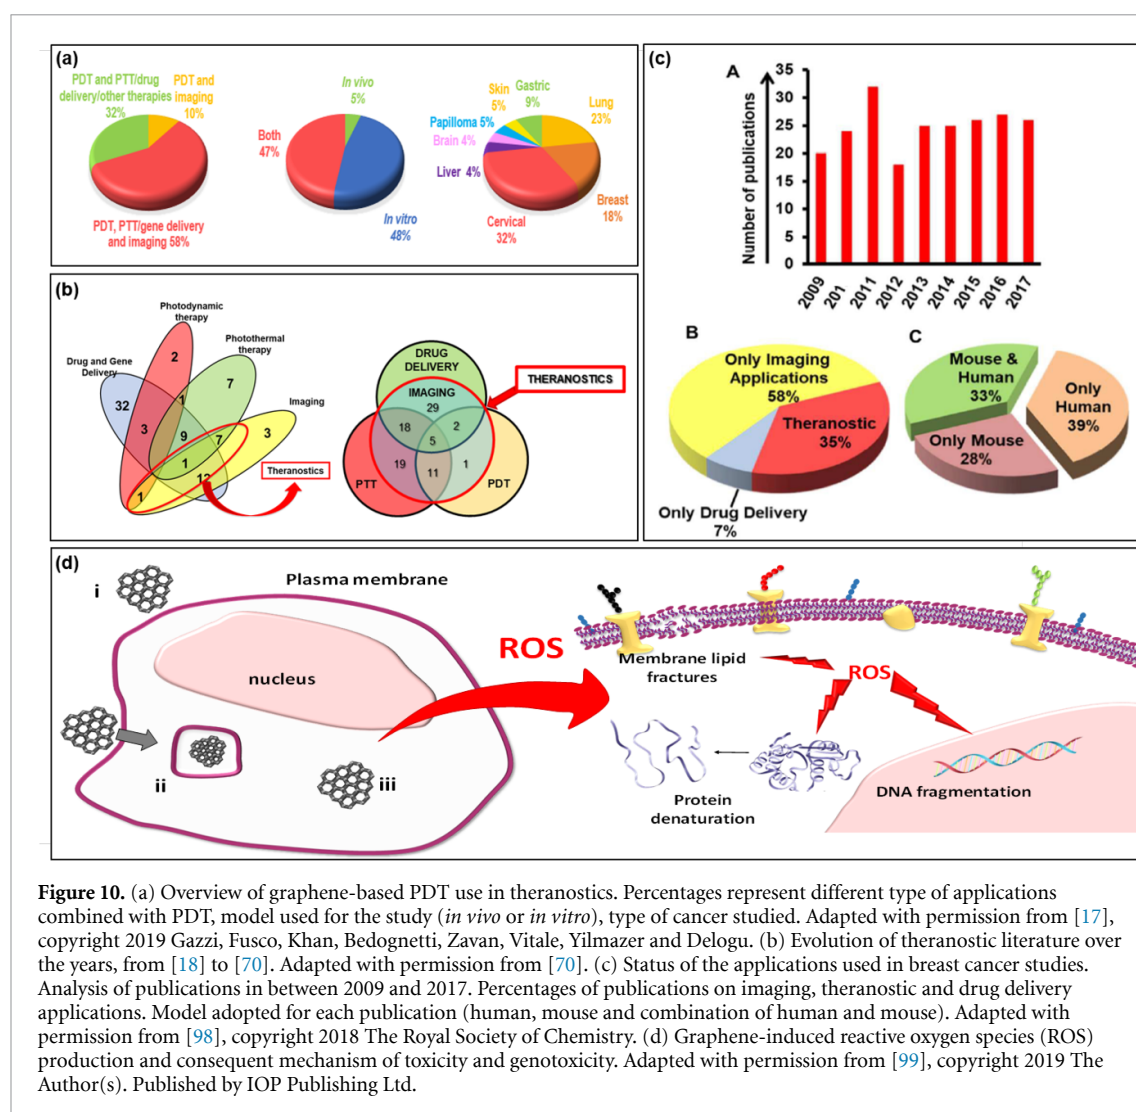 (a)
PDT and PTT/drug
delivery/other therapies
32%
PDT and
imaging
10%
PDT, PTT/gene delivery
and imaging 58%
In vivo
5%
Both
47%
In vitro
48%
Skin
5%
Gastric
9%
Lung
23%
Papilloma 5%
Brain 4%
Liver 4%
Breast
18%
Cervical
32%
(b)
Photodynamic
therapy
Photothermal
therapy
Drug and Gene
Delivery
Imaging
2
7
32
1
3
9
7
3
1
12
1
Theranostics
DRUG
DELIVERY
IMAGING
29
THERANOSTICS
18
2
5
19
1
11
PTT
PDT
(c)
A
Number of publications
35
30
25
20
15
10
5
0
2009
201
2011
2012
2013
2014
2015
2016
2017
B
Only Imaging
Applications
58%
Theranostic
35%
Only Drug Delivery
7%
C
Mouse &
Human
33%
Only
Human
39%
Only Mouse
28%
(d)
i
Plasma membrane
nucleus
ii
iii
ROS
Membrane lipid
fractures
ROS
Protein
denaturation
DNA fragmentation
Figure 10. (a) Overview of graphene-based PDT use in theranostics. Percentages represent different type of applications
combined with PDT, model used for the study (in vivo or in vitro), type of cancer studied. Adapted with permission from [17],
copyright 2019 Gazzi, Fusco, Khan, Bedognetti, Zavan, Vitale, Yilmazer and Delogu. (b) Evolution of theranostic literature over
the years, from [18] to [70]. Adapted with permission from [70]. (c) Status of the applications used in breast cancer studies.
Analysis of publications in between 2009 and 2017. Percentages of publications on imaging, theranostic and drug delivery
applications. Model adopted for each publication (human, mouse and combination of human and mouse). Adapted with
permission from [98], copyright 2018 The Royal Society of Chemistry. (d) Graphene-induced reactive oxygen species (ROS)
production and consequent mechanism of toxicity and genotoxicity. Adapted with permission from [99], copyright 2019 The
Author(s). Published by IOP Publishing Ltd.